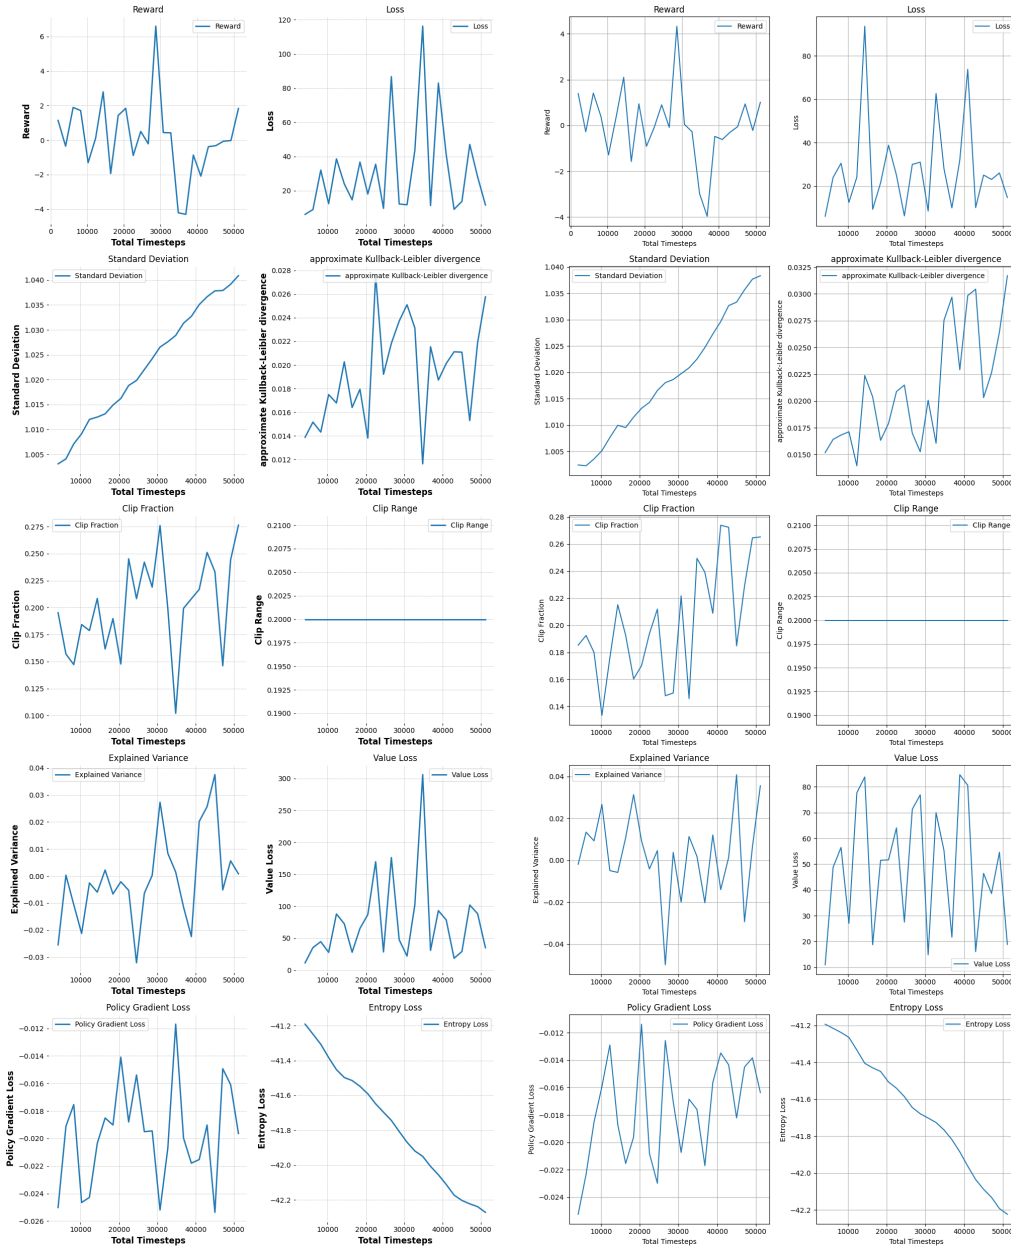 Reward
Reward
Reward
6
4
2
0
−2
−4
0 10000 20000 30000 40000 50000
Total Timesteps
Loss
Loss
Loss
120
100
80
60
40
20
10000 20000 30000 40000 50000
Total Timesteps
Reward
Reward
Reward
4
2
0
−2
−4
0 10000 20000 30000 40000 50000
Total Timesteps
Loss
Loss
Loss
80
60
40
20
10000 20000 30000 40000 50000
Total Timesteps
Standard Deviation
Standard Deviation
Standard Deviation
1.040
1.035
1.030
1.025
1.020
1.015
1.010
1.005
10000 20000 30000 40000 50000
Total Timesteps
approximate Kullback-Leibler divergence
approximate Kullback-Leibler divergence
approximate Kullback-Leibler divergence
0.028
0.026
0.024
0.022
0.020
0.018
0.016
0.014
0.012
10000 20000 30000 40000 50000
Total Timesteps
Standard Deviation
Standard Deviation
Standard Deviation
1.040
1.035
1.030
1.025
1.020
1.015
1.010
1.005
10000 20000 30000 40000 50000
Total Timesteps
approximate Kullback-Leibler divergence
approximate Kullback-Leibler divergence
approximate Kullback-Leibler divergence
0.0325
0.0300
0.0275
0.0250
0.0225
0.0200
0.0175
0.0150
10000 20000 30000 40000 50000
Total Timesteps
Clip Fraction
Clip Fraction
Clip Fraction
0.275
0.250
0.225
0.200
0.175
0.150
0.125
0.100
10000 20000 30000 40000 50000
Total Timesteps
Clip Range
Clip Range
Clip Range
0.2100
0.2075
0.2050
0.2025
0.2000
0.1975
0.1950
0.1925
0.1900
10000 20000 30000 40000 50000
Total Timesteps
Clip Fraction
Clip Fraction
Clip Fraction
0.28
0.26
0.24
0.22
0.20
0.18
0.16
0.14
10000 20000 30000 40000 50000
Total Timesteps
Clip Range
Clip Range
Clip Range
0.2100
0.2075
0.2050
0.2025
0.2000
0.1975
0.1950
0.1925
0.1900
10000 20000 30000 40000 50000
Total Timesteps
Explained Variance
Explained Variance
Explained Variance
0.04
0.03
0.02
0.01
0.00
−0.01
−0.02
−0.03
10000 20000 30000 40000 50000
Total Timesteps
Value Loss
Value Loss
Value Loss
300
250
200
150
100
50
0
10000 20000 30000 40000 50000
Total Timesteps
Explained Variance
Explained Variance
Explained Variance
0.04
0.02
0.00
−0.02
−0.04
10000 20000 30000 40000 50000
Total Timesteps
Value Loss
Value Loss
Value Loss
80
70
60
50
40
30
20
10
10000 20000 30000 40000 50000
Total Timesteps
Policy Gradient Loss
Policy Gradient Loss
Policy Gradient Loss
−0.012
−0.014
−0.016
−0.018
−0.020
−0.022
−0.024
−0.026
10000 20000 30000 40000 50000
Total Timesteps
Entropy Loss
Entropy Loss
Entropy Loss
−41.2
−41.4
−41.6
−41.8
−42.0
−42.2
10000 20000 30000 40000 50000
Total Timesteps
Policy Gradient Loss
Policy Gradient Loss
Policy Gradient Loss
−0.012
−0.014
−0.016
−0.018
−0.020
−0.022
−0.024
10000 20000 30000 40000 50000
Total Timesteps
Entropy Loss
Entropy Loss
Entropy Loss
−41.2
−41.4
−41.6
−41.8
−42.0
−42.2
10000 20000 30000 40000 50000
Total Timesteps